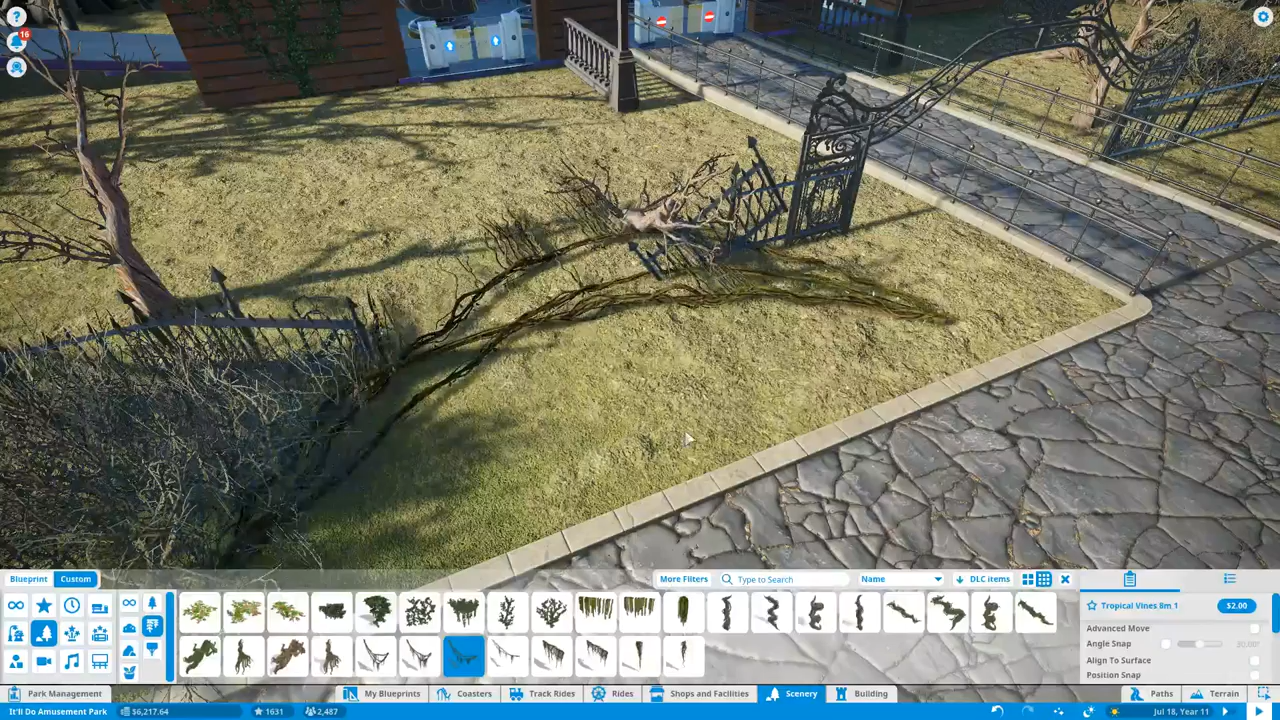 16
Blueprint
Custom
More Filters
Type to Search
Name
DLC items
Tropical Vines 8m 1
$2.00
Advanced Move
Angle Snap
Align To Surface
Position Snap
Park Management
My Blueprints
Coasters
Track Rides
Rides
Shops and Facilities
Scenery
Building
Paths
Terrain
It'll Do Amusement Park
$6,217.64
1631
2,487
Jul 18, Year 11